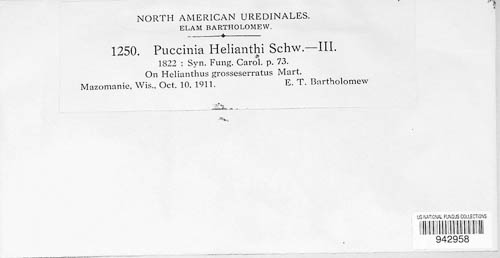 NORTH AMERICAN UREDINALES.
ELAM BARTHOLOMEW.
1250. Puccinia Helianthi Schw.—III.
1822 : Syn. Fung. Carol. p. 73.
On Helianthus grosseserratus Mart.
Mazomanie, Wis., Oct. 10, 1911. E. T. Bartholomew
US NATIONAL FUNGUS COLLECTIONS
942958